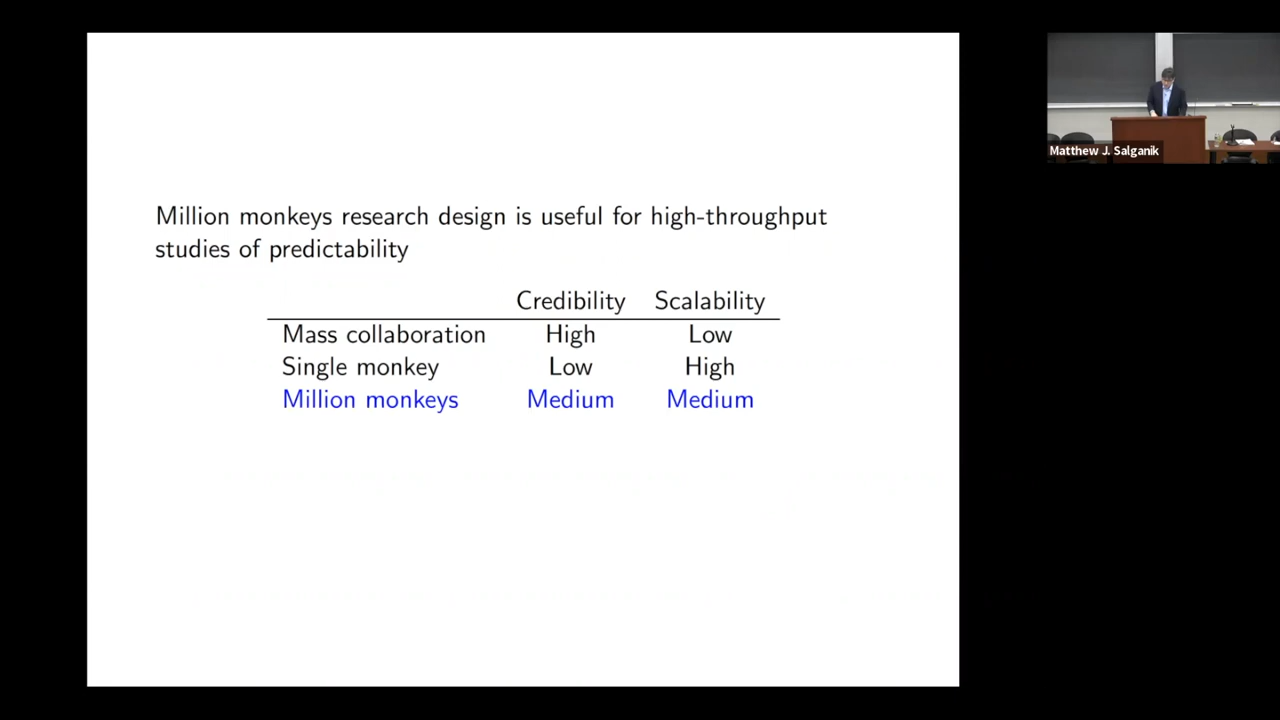 Million monkeys research design is useful for high-throughput
studies of predictability
Credibility Scalability
Mass collaboration High Low
Single monkey Low High
Million monkeys Medium Medium
Matthew J. Salganik